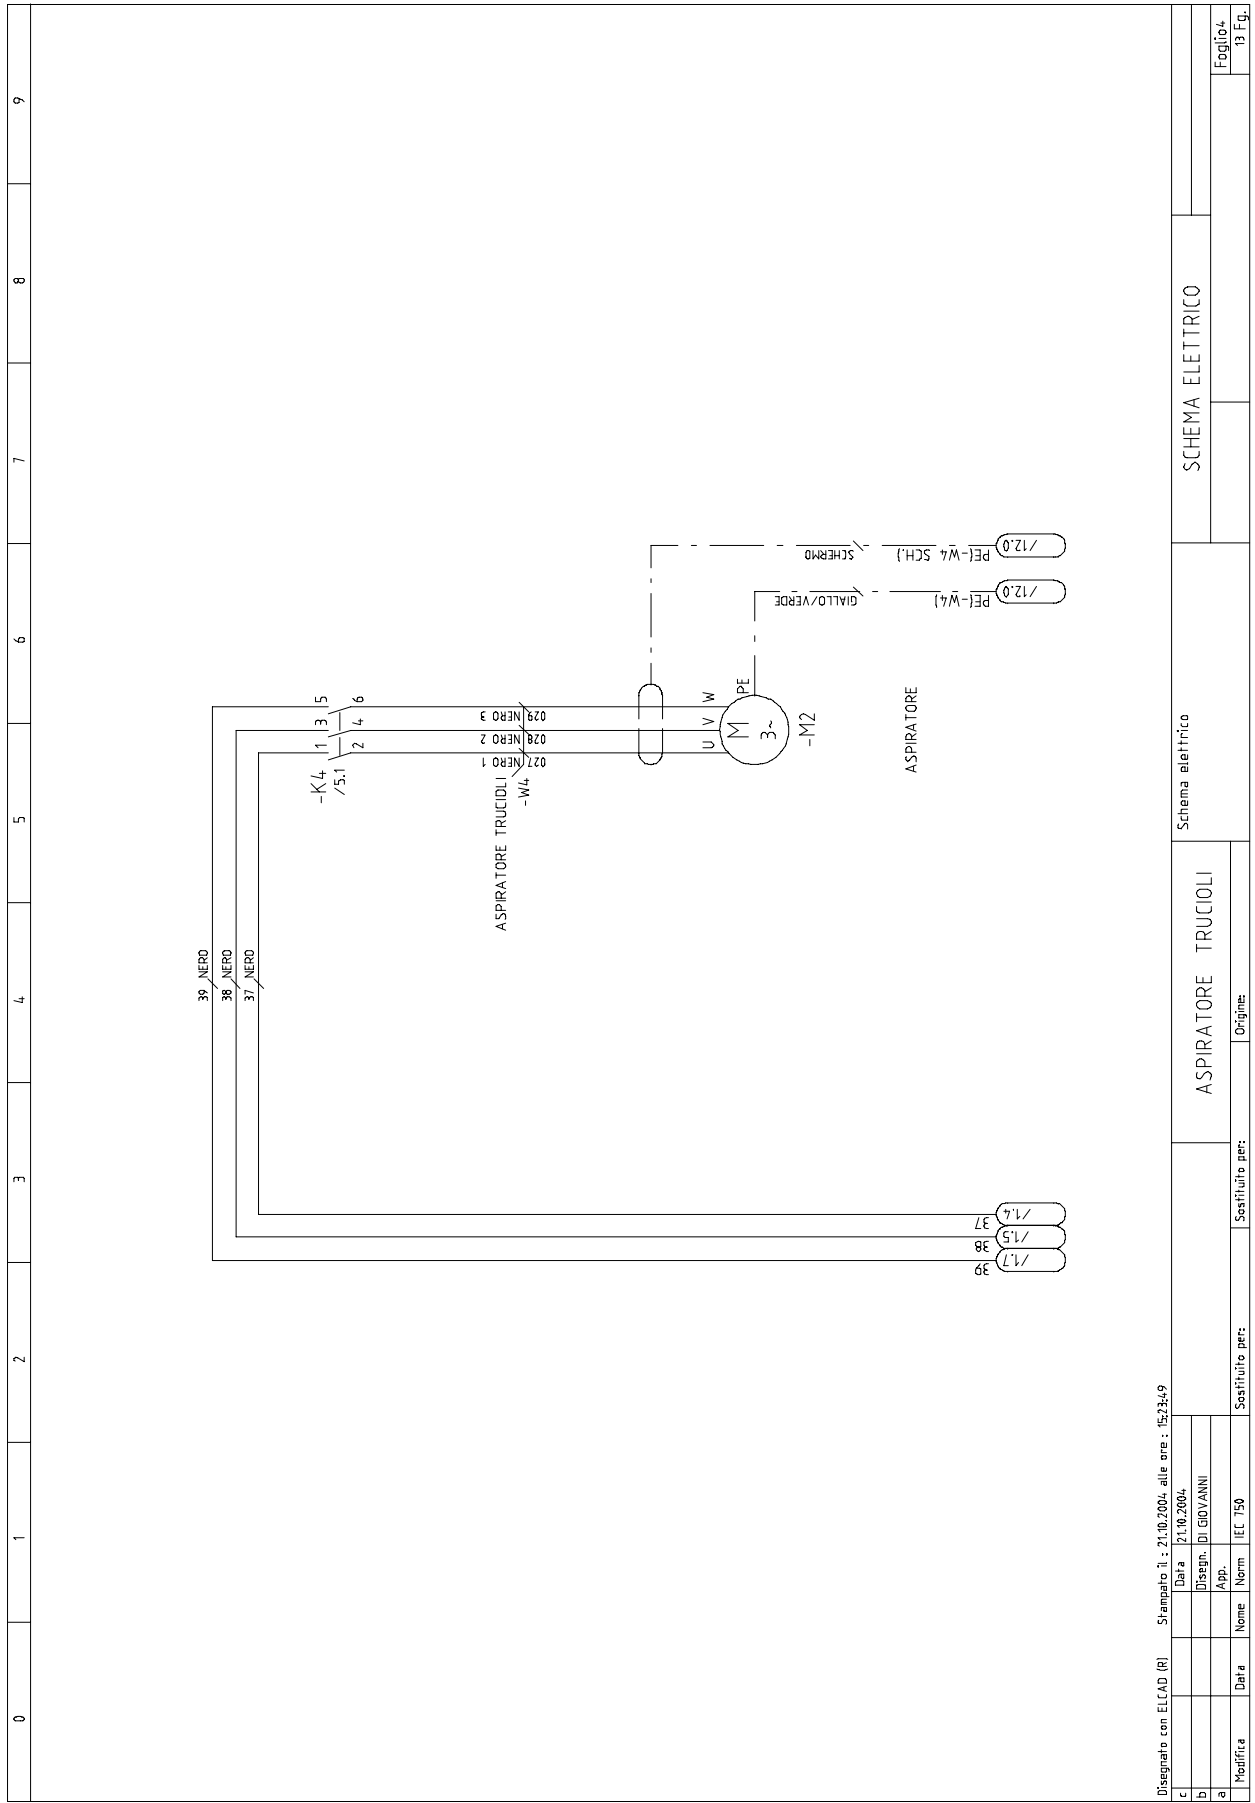 0 1 2 3 4 5 6 7 8 9
39 NERO
38 NERO
37 NERO
-K4
/5.1
1 3 5
2 4 6
ASPIRATORE TRUCIOLI
-W4
027 NERO 1
028 NERO 2
029 NERO 3
U V W
M
3~
PE
-M2
ASPIRATORE
GIALLO/VERDE
SCHERMO
PE(-W4)
PE(-W4 SCH.)
/12.0
/12.0
39
38
37
/1.7
/1.5
/1.4
Disegnato con ELCAD (R) Stampato il : 21.10.2004 alle ore : 15:23:49
c
b
a
Modifica
Data
Nome
Data 21.10.2004
Disegn. DI GIOVANNI
App.
Norm IEC 750
Sostituito per:
Sostituito per:
Origine:
ASPIRATORE TRUCIOLI
Schema elettrico
SCHEMA ELETTRICO
Foglio4
13 Fg.